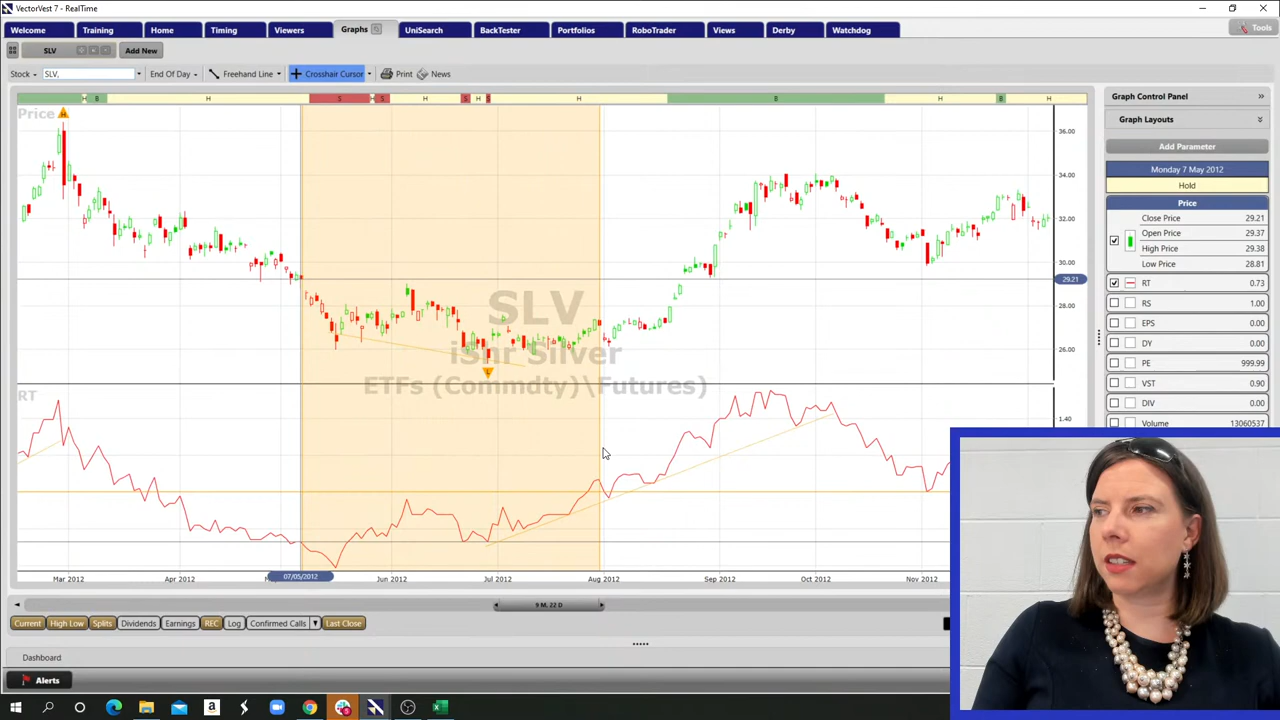 VectorVest 7 - RealTime
Welcome Training Home Timing Viewers Graphs UniSearch BackTester Portfolios RoboTrader Views Derby Watchdog Tools
SLV Add New
Stock SLV, End Of Day Freehand Line Crosshair Cursor Print News
H B H S H S H S H S H B H B H
Price H
36.00
34.00
32.00
30.00
29.21
28.00
26.00
SLV
iShr Silver
ETFs (Commdty)\Futures)
L
RT
1.40
Mar 2012 Apr 2012 07/05/2012 Jun 2012 Jul 2012 Aug 2012 Sep 2012 Oct 2012 Nov 2012
9 M, 22 D
Current High Low Splits Dividends Earnings REC Log Confirmed Calls Last Close
Dashboard
Alerts
Graph Control Panel
Graph Layouts
Add Parameter
Monday 7 May 2012
Hold
Price
Close Price 29.21
Open Price 29.37
High Price 29.38
Low Price 28.81
RT 0.73
RS 1.00
EPS 0.00
DY 0.00
PE 999.99
VST 0.90
DIV 0.00
Volume 13060537